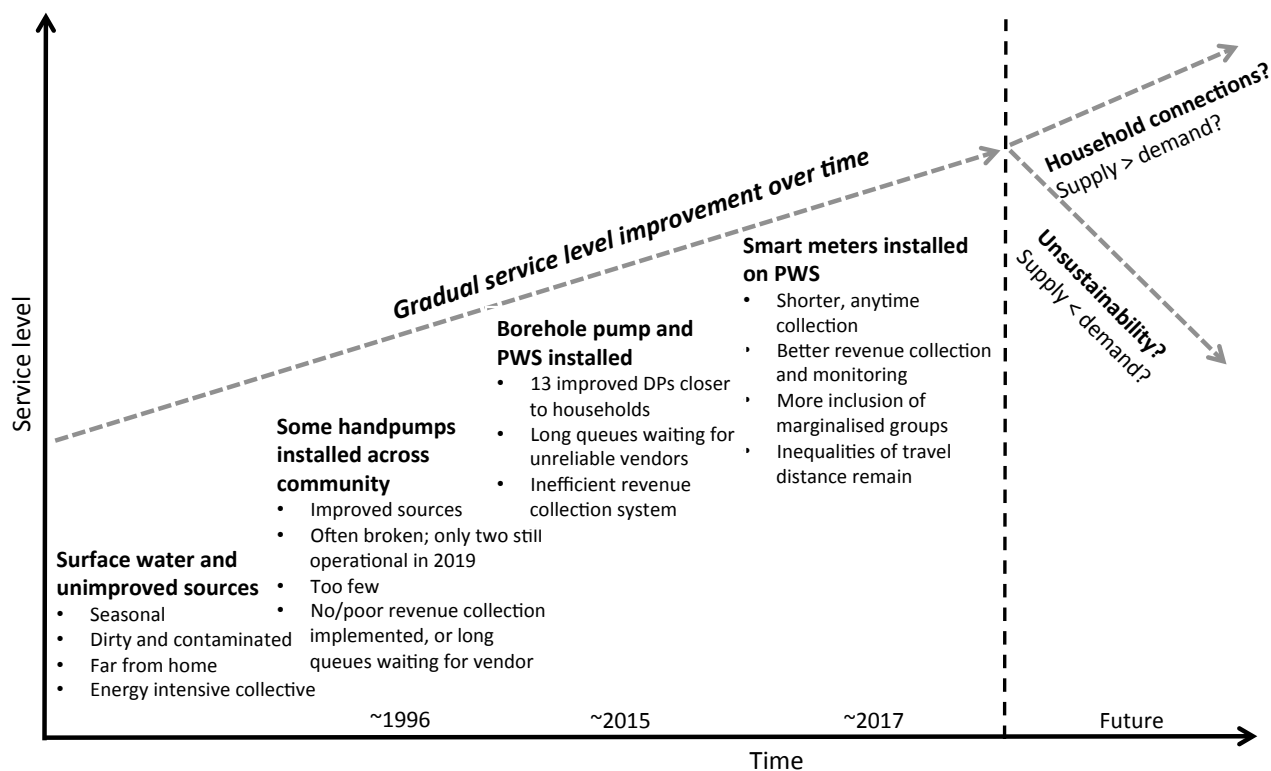 Service level
Gradual service level improvement over time
Surface water and
unimproved sources
• Seasonal
• Dirty and contaminated
• Far from home
• Energy intensive collective
Some handpumps
installed across
community
• Improved sources
• Often broken; only two still
operational in 2019
• Too few
• No/poor revenue collection
implemented, or long
queues waiting for vendor
Borehole pump and
PWS installed
• 13 improved DPs closer
to households
• Long queues waiting for
unreliable vendors
• Inefficient revenue
collection system
Smart meters installed
on PWS
• Shorter, anytime
collection
• Better revenue collection
and monitoring
• More inclusion of
marginalised groups
• Inequalities of travel
distance remain
Household connections?
Supply > demand?
Unsustainability?
Supply < demand?
~1996
~2015
~2017
Future
Time